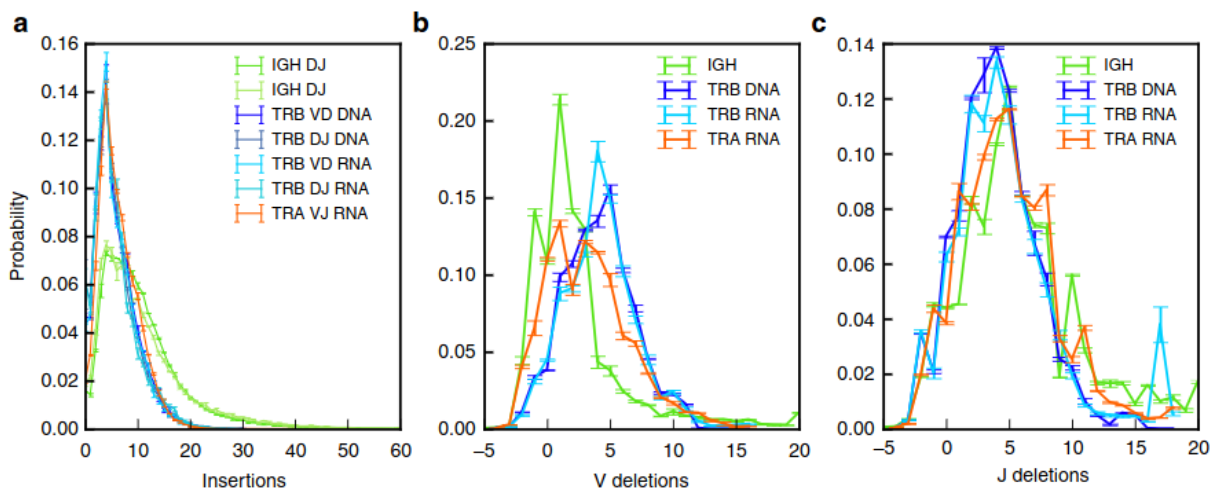 a
0.16
0.14
0.12
0.10
0.08
0.06
0.04
0.02
0.00
Probability
0 10 20 30 40 50 60
Insertions
IGH DJ
IGH DJ
TRB VD DNA
TRB DJ DNA
TRB VD RNA
TRB DJ RNA
TRA VJ RNA
b
0.25
0.20
0.15
0.10
0.05
0.00
−5 0 5 10 15 20
V deletions
IGH
TRB DNA
TRB RNA
TRA RNA
c
0.14
0.12
0.10
0.08
0.06
0.04
0.02
0.00
−5 0 5 10 15 20
J deletions
IGH
TRB DNA
TRB RNA
TRA RNA